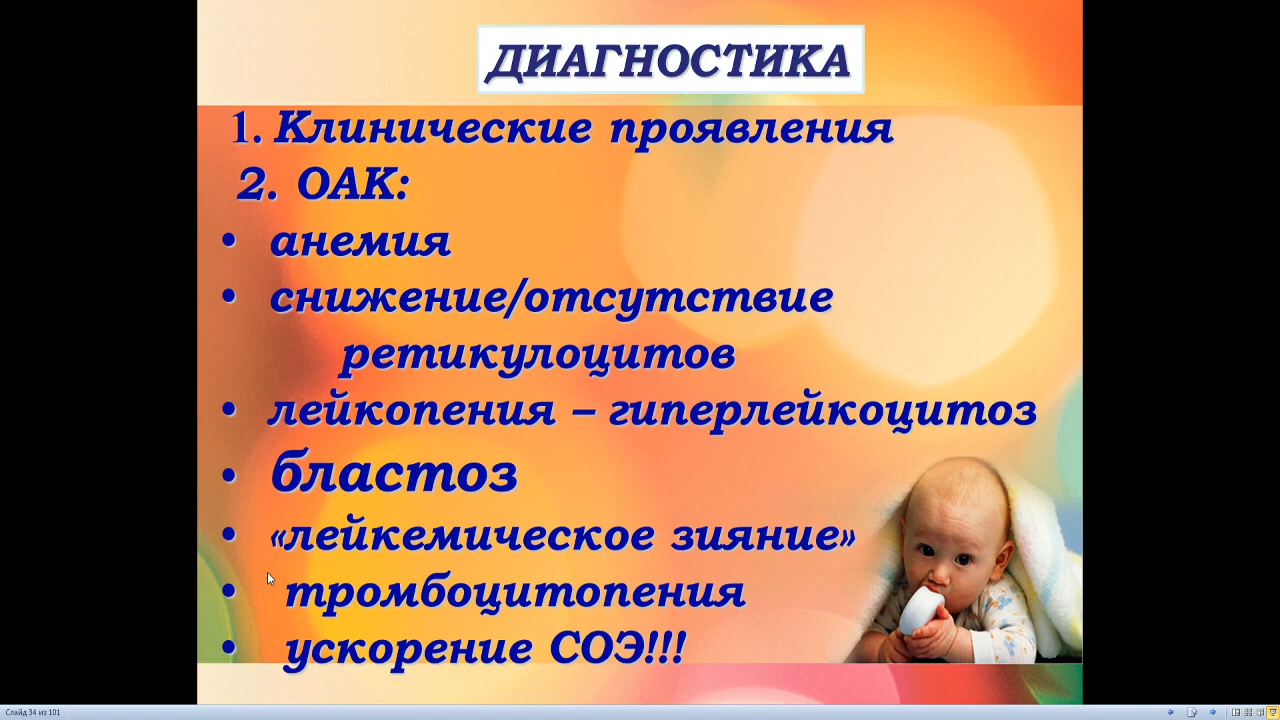 ДИАГНОСТИКА
1. Клинические проявления
2. ОАК:
• анемия
• снижение/отсутствие
ретикулоцитов
• лейкопения – гиперлейкоцитоз
• бластоз
• «лейкемическое зияние»
• тромбоцитопения
• ускорение СОЭ!!!
Слайд 34 из 101